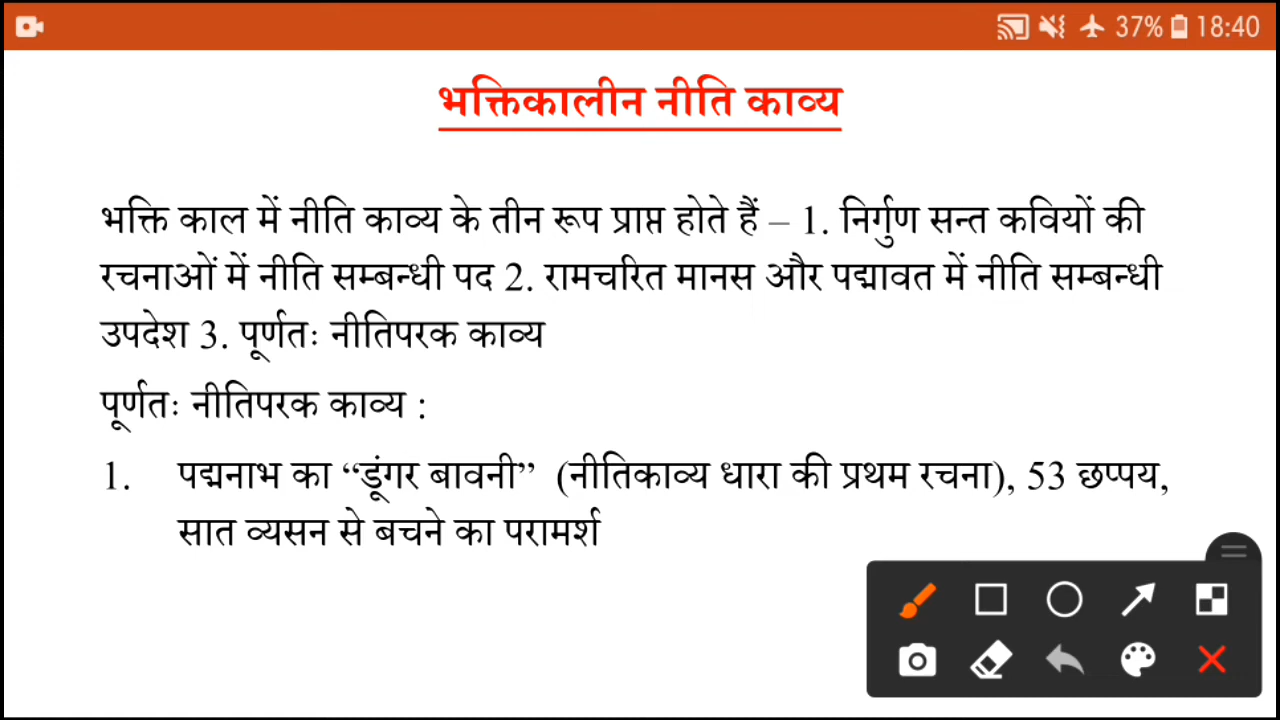 37% 18:40
भक्तिकालीन नीति काव्य
भक्ति काल में नीति काव्य के तीन रूप प्राप्त होते हैं – 1. निर्गुण सन्त कवियों की
रचनाओं में नीति सम्बन्धी पद 2. रामचरित मानस और पद्मावत में नीति सम्बन्धी
उपदेश 3. पूर्णतः नीतिपरक काव्य
पूर्णतः नीतिपरक काव्य :
1. पद्मनाभ का “डूंगर बावनी” (नीतिकाव्य धारा की प्रथम रचना), 53 छप्पय,
सात व्यसन से बचने का परामर्श